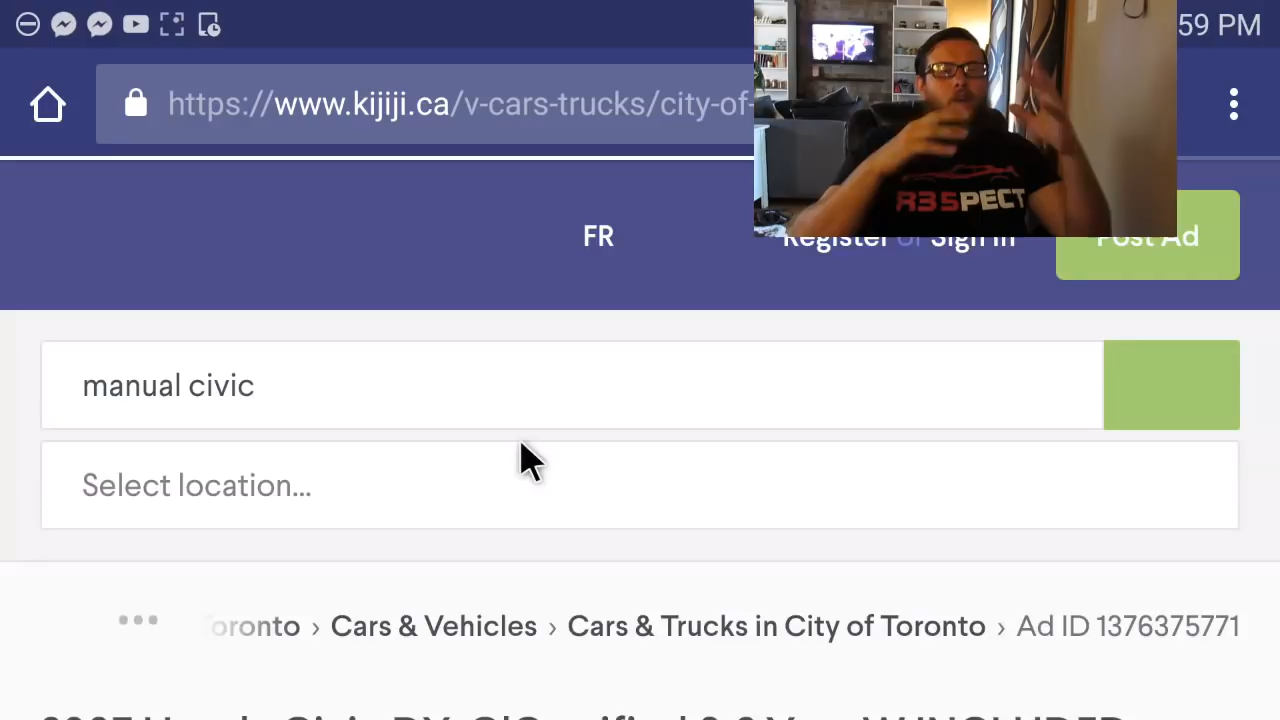 59 PM
https://www.kijiji.ca/v-cars-trucks/city-of-
R35PECT
FR
Register or Sign In
Post Ad
manual civic
Select location...
oronto › Cars & Vehicles › Cars & Trucks in City of Toronto › Ad ID 1376375771